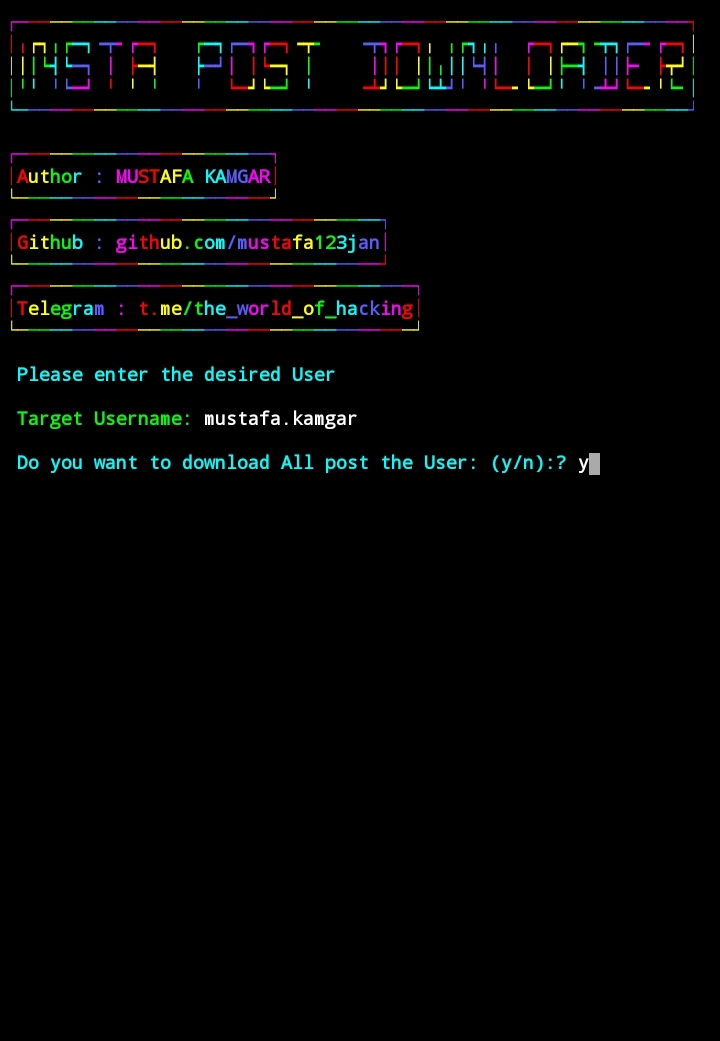 INSTA POST DOWNLOADER
Author : MUSTAFA KAMGAR
Github : github.com/mustafa123jan
Telegram : t.me/the_world_of_hacking
Please enter the desired User
Target Username: mustafa.kamgar
Do you want to download All post the User: (y/n):? y